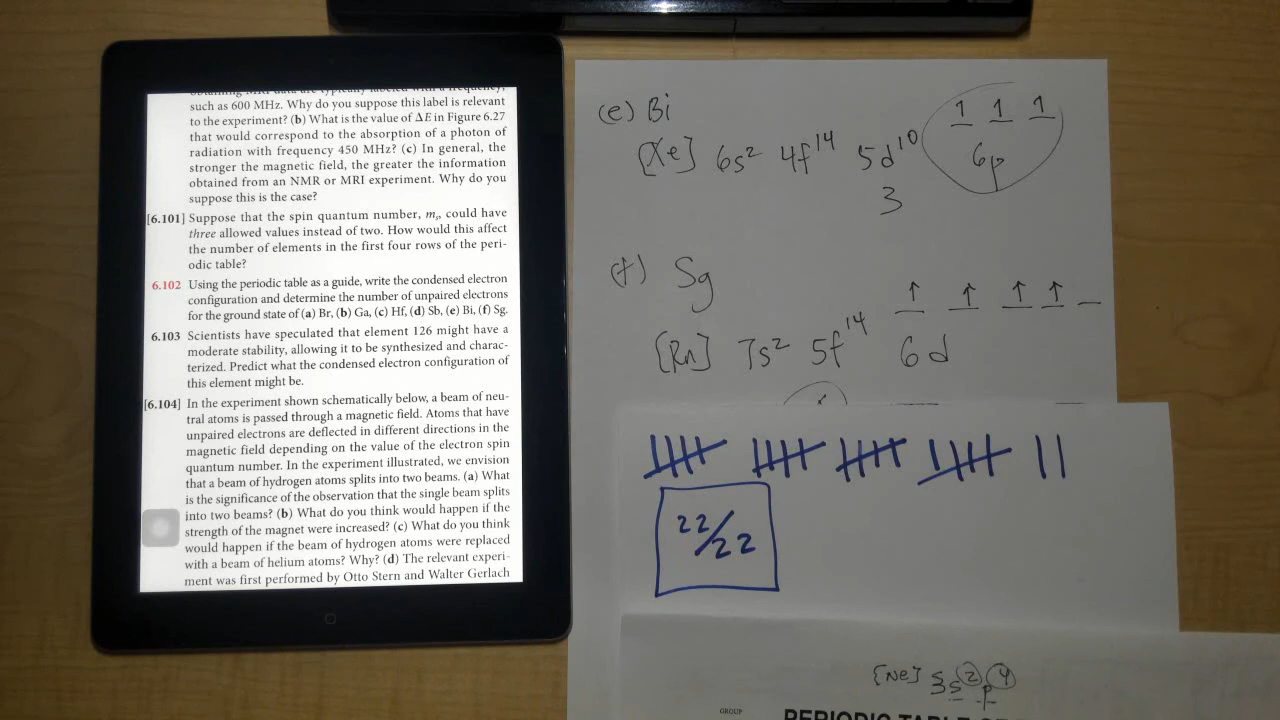 such as 600 MHz. Why do you suppose this label is relevant
to the experiment? (b) What is the value of ΔE in Figure 6.27
that would correspond to the absorption of a photon of
radiation with frequency 450 MHz? (c) In general, the
stronger the magnetic field, the greater the information
obtained from an NMR or MRI experiment. Why do you
suppose this is the case?
[6.101] Suppose that the spin quantum number, mₛ, could have
three allowed values instead of two. How would this affect
the number of elements in the first four rows of the peri-
odic table?
6.102 Using the periodic table as a guide, write the condensed electron
configuration and determine the number of unpaired electrons
for the ground state of (a) Br, (b) Ga, (c) Hf, (d) Sb, (e) Bi, (f) Sg.
6.103 Scientists have speculated that element 126 might have a
moderate stability, allowing it to be synthesized and charac-
terized. Predict what the condensed electron configuration of
this element might be.
[6.104] In the experiment shown schematically below, a beam of neu-
tral atoms is passed through a magnetic field. Atoms that have
unpaired electrons are deflected in different directions in the
magnetic field depending on the value of the electron spin
quantum number. In the experiment illustrated, we envision
that a beam of hydrogen atoms splits into two beams. (a) What
is the significance of the observation that the single beam splits
into two beams? (b) What do you think would happen if the
strength of the magnet were increased? (c) What do you think
would happen if the beam of hydrogen atoms were replaced
with a beam of helium atoms? Why? (d) The relevant experi-
ment was first performed by Otto Stern and Walter Gerlach
(e) Bi
↿ ↿ ↿
[Xe] 6s² 4f¹⁴ 5d¹⁰ 6p
3
(f) Sg
↑ ↑ ↑ ↑ _
[Rn] 7s² 5f¹⁴ 6d
22/22
[Ne] 3s² p⁴
GROUP